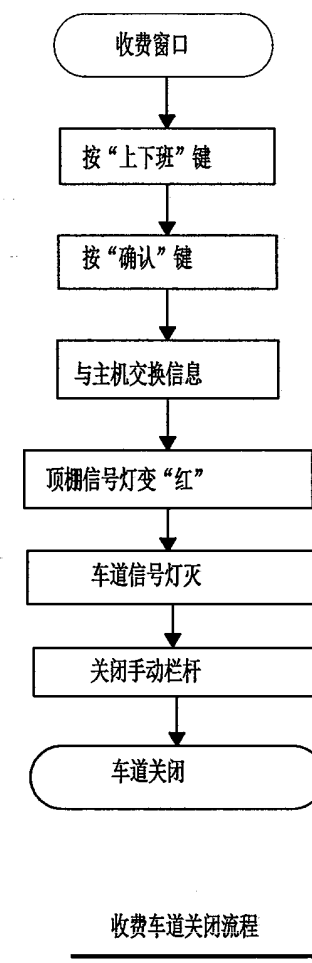 收费窗口
按“上下班”键
按“确认”键
与主机交换信息
顶棚信号灯变“红”
车道信号灯灭
关闭手动栏杆
车道关闭
收费车道关闭流程